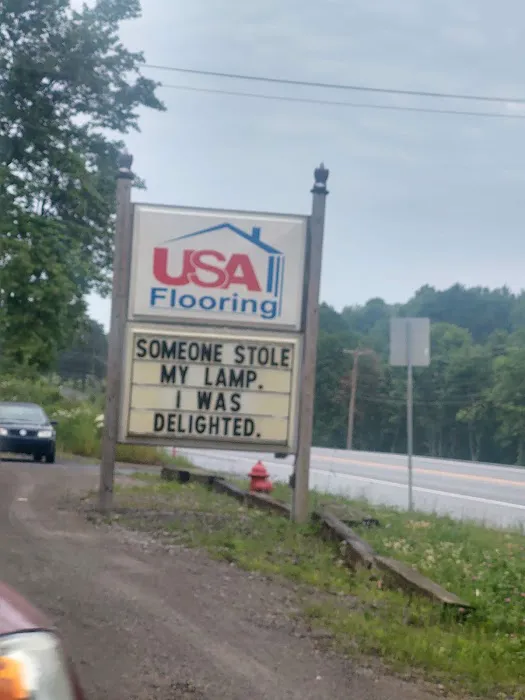 USA
Flooring
SOMEONE STOLE
MY LAMP.
I WAS
DELIGHTED.